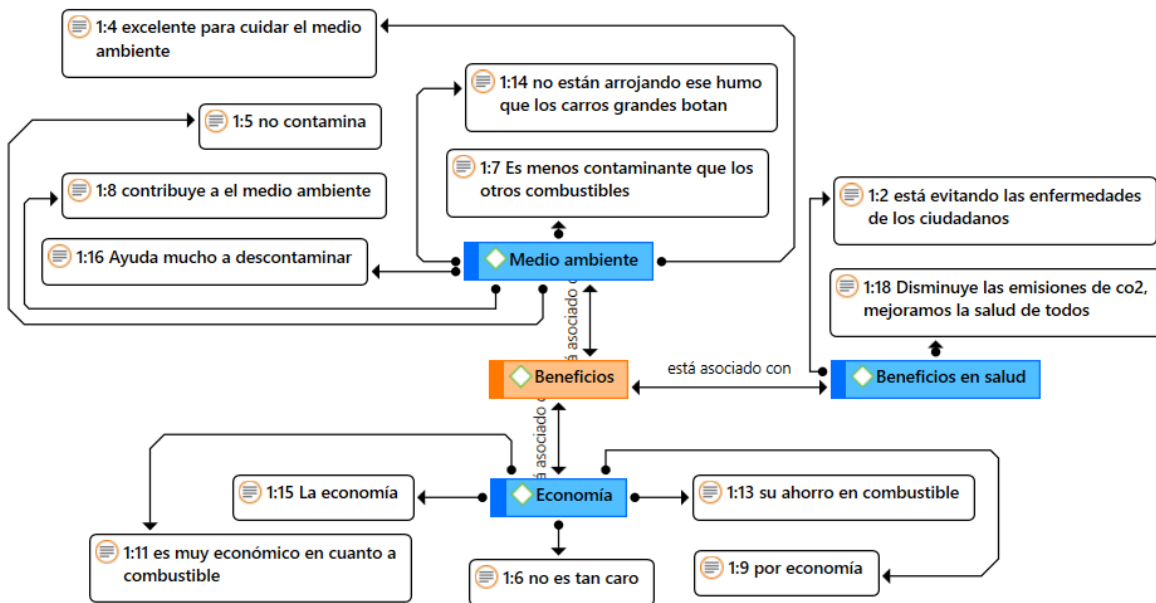 1:4 excelente para cuidar el medio
ambiente
1:14 no están arrojando ese humo
que los carros grandes botan
1:5 no contamina
1:7 Es menos contaminante que los
otros combustibles
1:8 contribuye a el medio ambiente
1:2 está evitando las enfermedades
de los ciudadanos
1:16 Ayuda mucho a descontaminar
Medio ambiente
1:18 Disminuye las emisiones de co2,
mejoramos la salud de todos
á asociado c
Beneficios
está asociado con
Beneficios en salud
á asociado c
1:15 La economía
Economía
1:13 su ahorro en combustible
1:11 es muy económico en cuanto a
combustible
1:6 no es tan caro
1:9 por economía